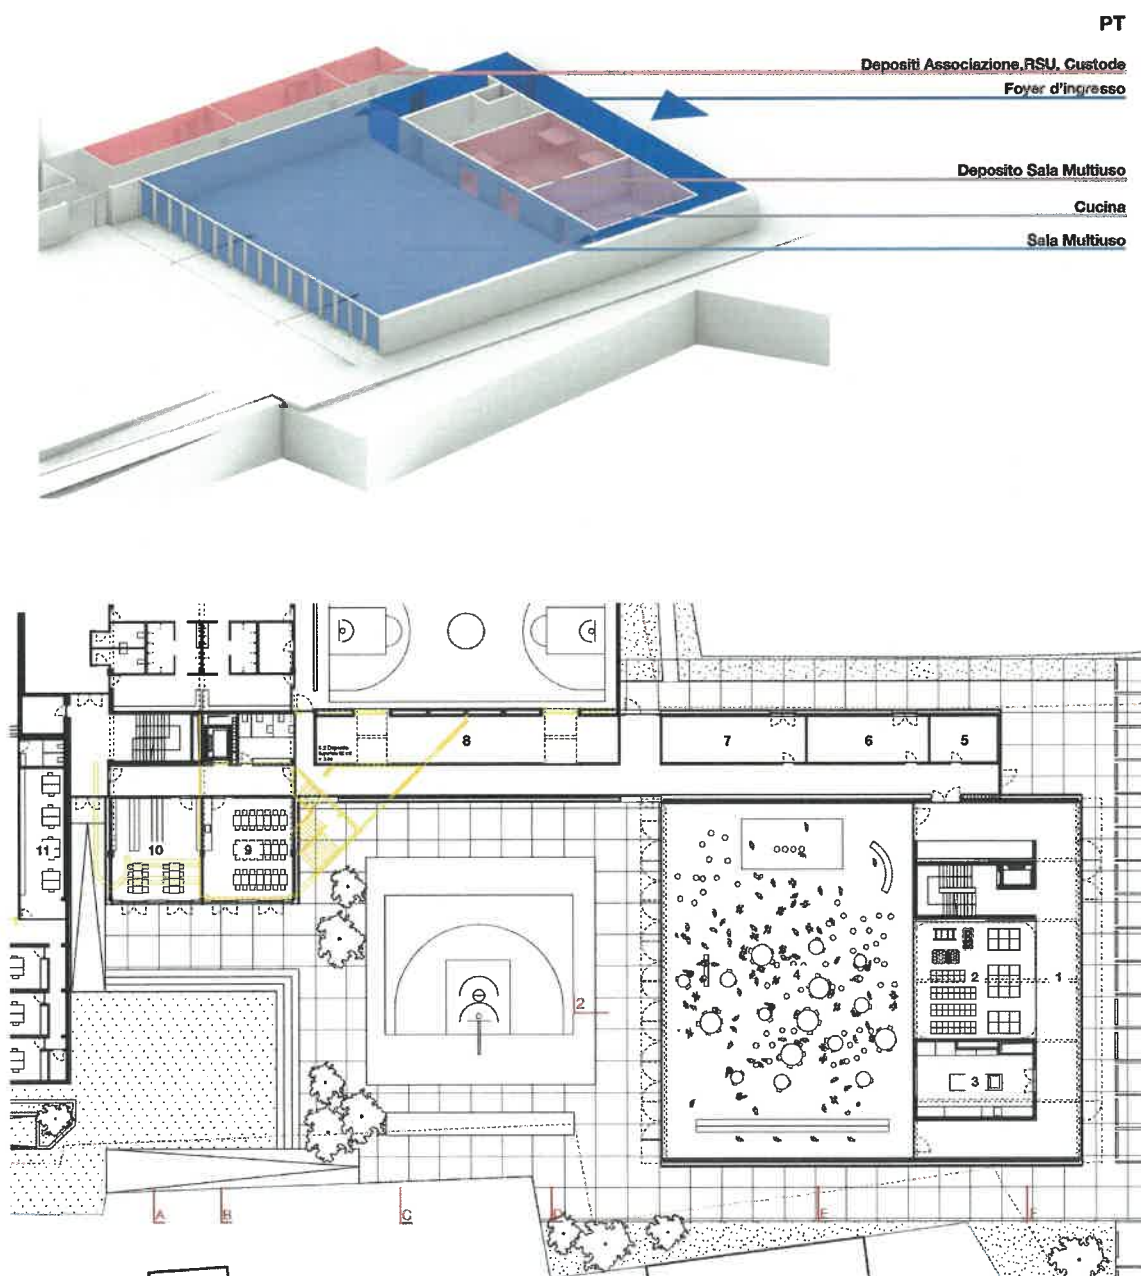 PT
Depositi Associazione,RSU, Custode
Foyer d'ingresso
Deposito Sala Multiuso
Cucina
Sala Multiuso
8
7
6
5
11
10
9
4
2
1
3
2
A
B
C
D
E
F